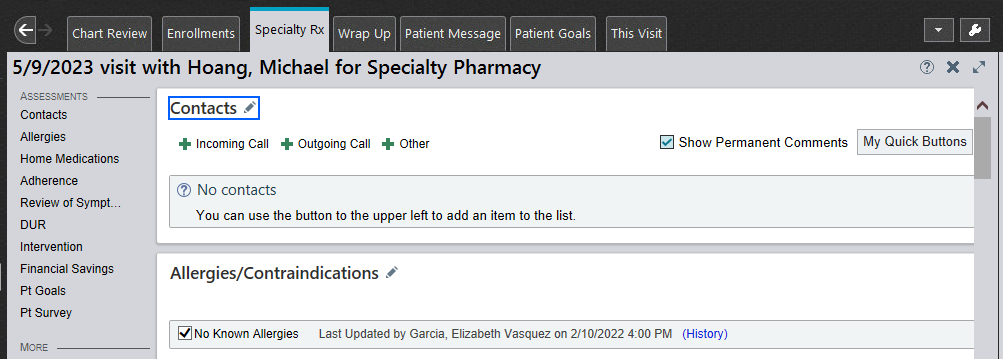 Chart Review Enrollments Specialty Rx Wrap Up Patient Message Patient Goals This Visit
5/9/2023 visit with Hoang, Michael for Specialty Pharmacy
ASSESSMENTS
Contacts
Allergies
Home Medications
Adherence
Review of Sympt...
DUR
Intervention
Financial Savings
Pt Goals
Pt Survey
MORE
Contacts
Incoming Call Outgoing Call Other
Show Permanent Comments My Quick Buttons
No contacts
You can use the button to the upper left to add an item to the list.
Allergies/Contraindications
No Known Allergies Last Updated by Garcia, Elizabeth Vasquez on 2/10/2022 4:00 PM (History)